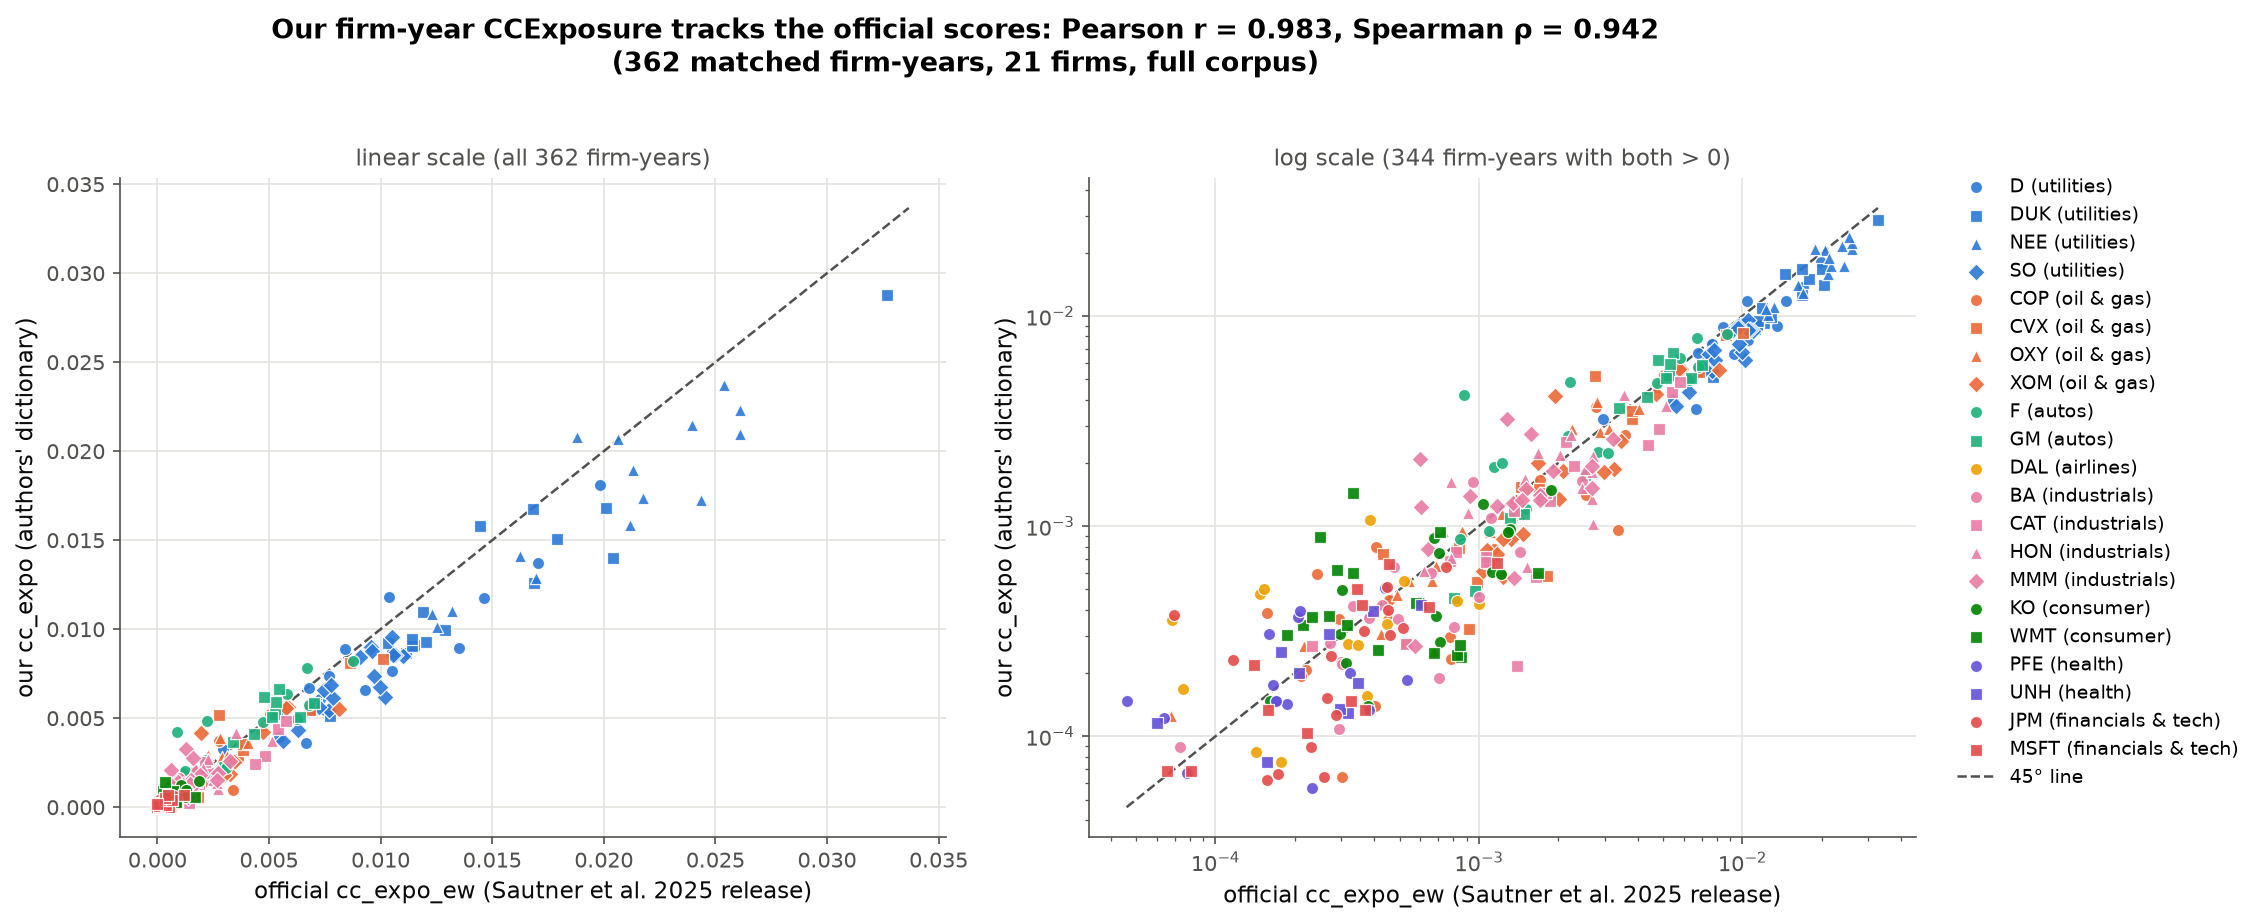 Our firm-year CCExposure tracks the official scores: Pearson r = 0.983, Spearman ρ = 0.942
(362 matched firm-years, 21 firms, full corpus)
linear scale (all 362 firm-years)
0.035
0.030
0.025
0.020
0.015
0.010
0.005
0.000
our cc_expo (authors' dictionary)
0.000
0.005
0.010
0.015
0.020
0.025
0.030
0.035
official cc_expo_ew (Sautner et al. 2025 release)
log scale (344 firm-years with both > 0)
10⁻²
10⁻³
10⁻⁴
our cc_expo (authors' dictionary)
10⁻⁴
10⁻³
10⁻²
official cc_expo_ew (Sautner et al. 2025 release)
D (utilities)
DUK (utilities)
NEE (utilities)
SO (utilities)
COP (oil & gas)
CVX (oil & gas)
OXY (oil & gas)
XOM (oil & gas)
F (autos)
GM (autos)
DAL (airlines)
BA (industrials)
CAT (industrials)
HON (industrials)
MMM (industrials)
KO (consumer)
WMT (consumer)
PFE (health)
UNH (health)
JPM (financials & tech)
MSFT (financials & tech)
45° line